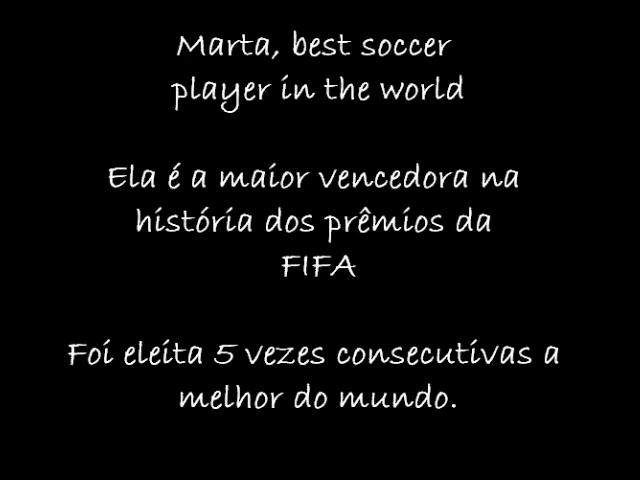 Marta, best soccer
player in the world
Ela é a maior vencedora na
história dos prêmios da
FIFA
Foi eleita 5 vezes consecutivas a
melhor do mundo.